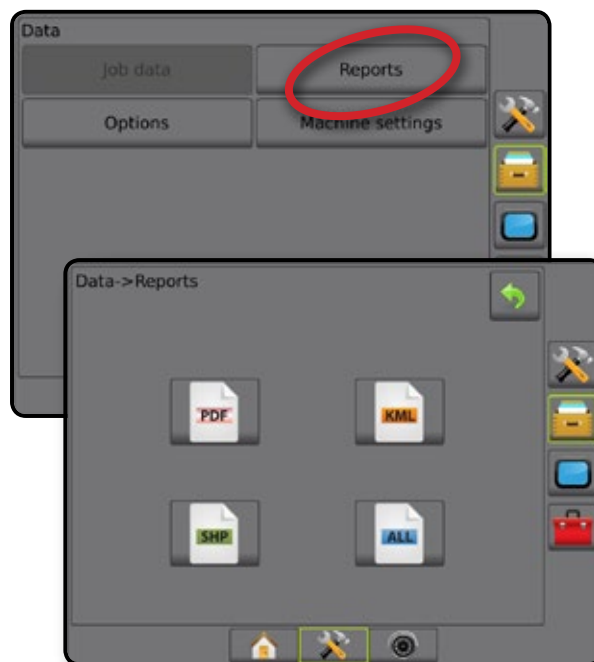 Data
Job data Reports
Options Machine settings
Data->Reports
PDF KML
SHP ALL